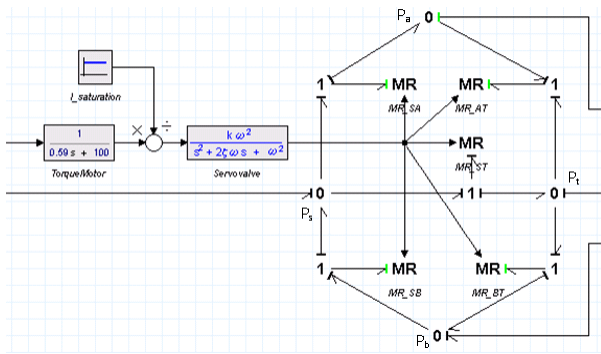 Pa 0
1 MR MR 1
I_saturation MR_SA MR_AT
× ÷
1
0.59 s + 100
k ω²
s² + 2ζ ω s + ω²
MR
TorqueMotor Servovalve MR_ST
0 1 0 Pt
Ps
1 MR MR 1
MR_SB MR_BT
Pb 0